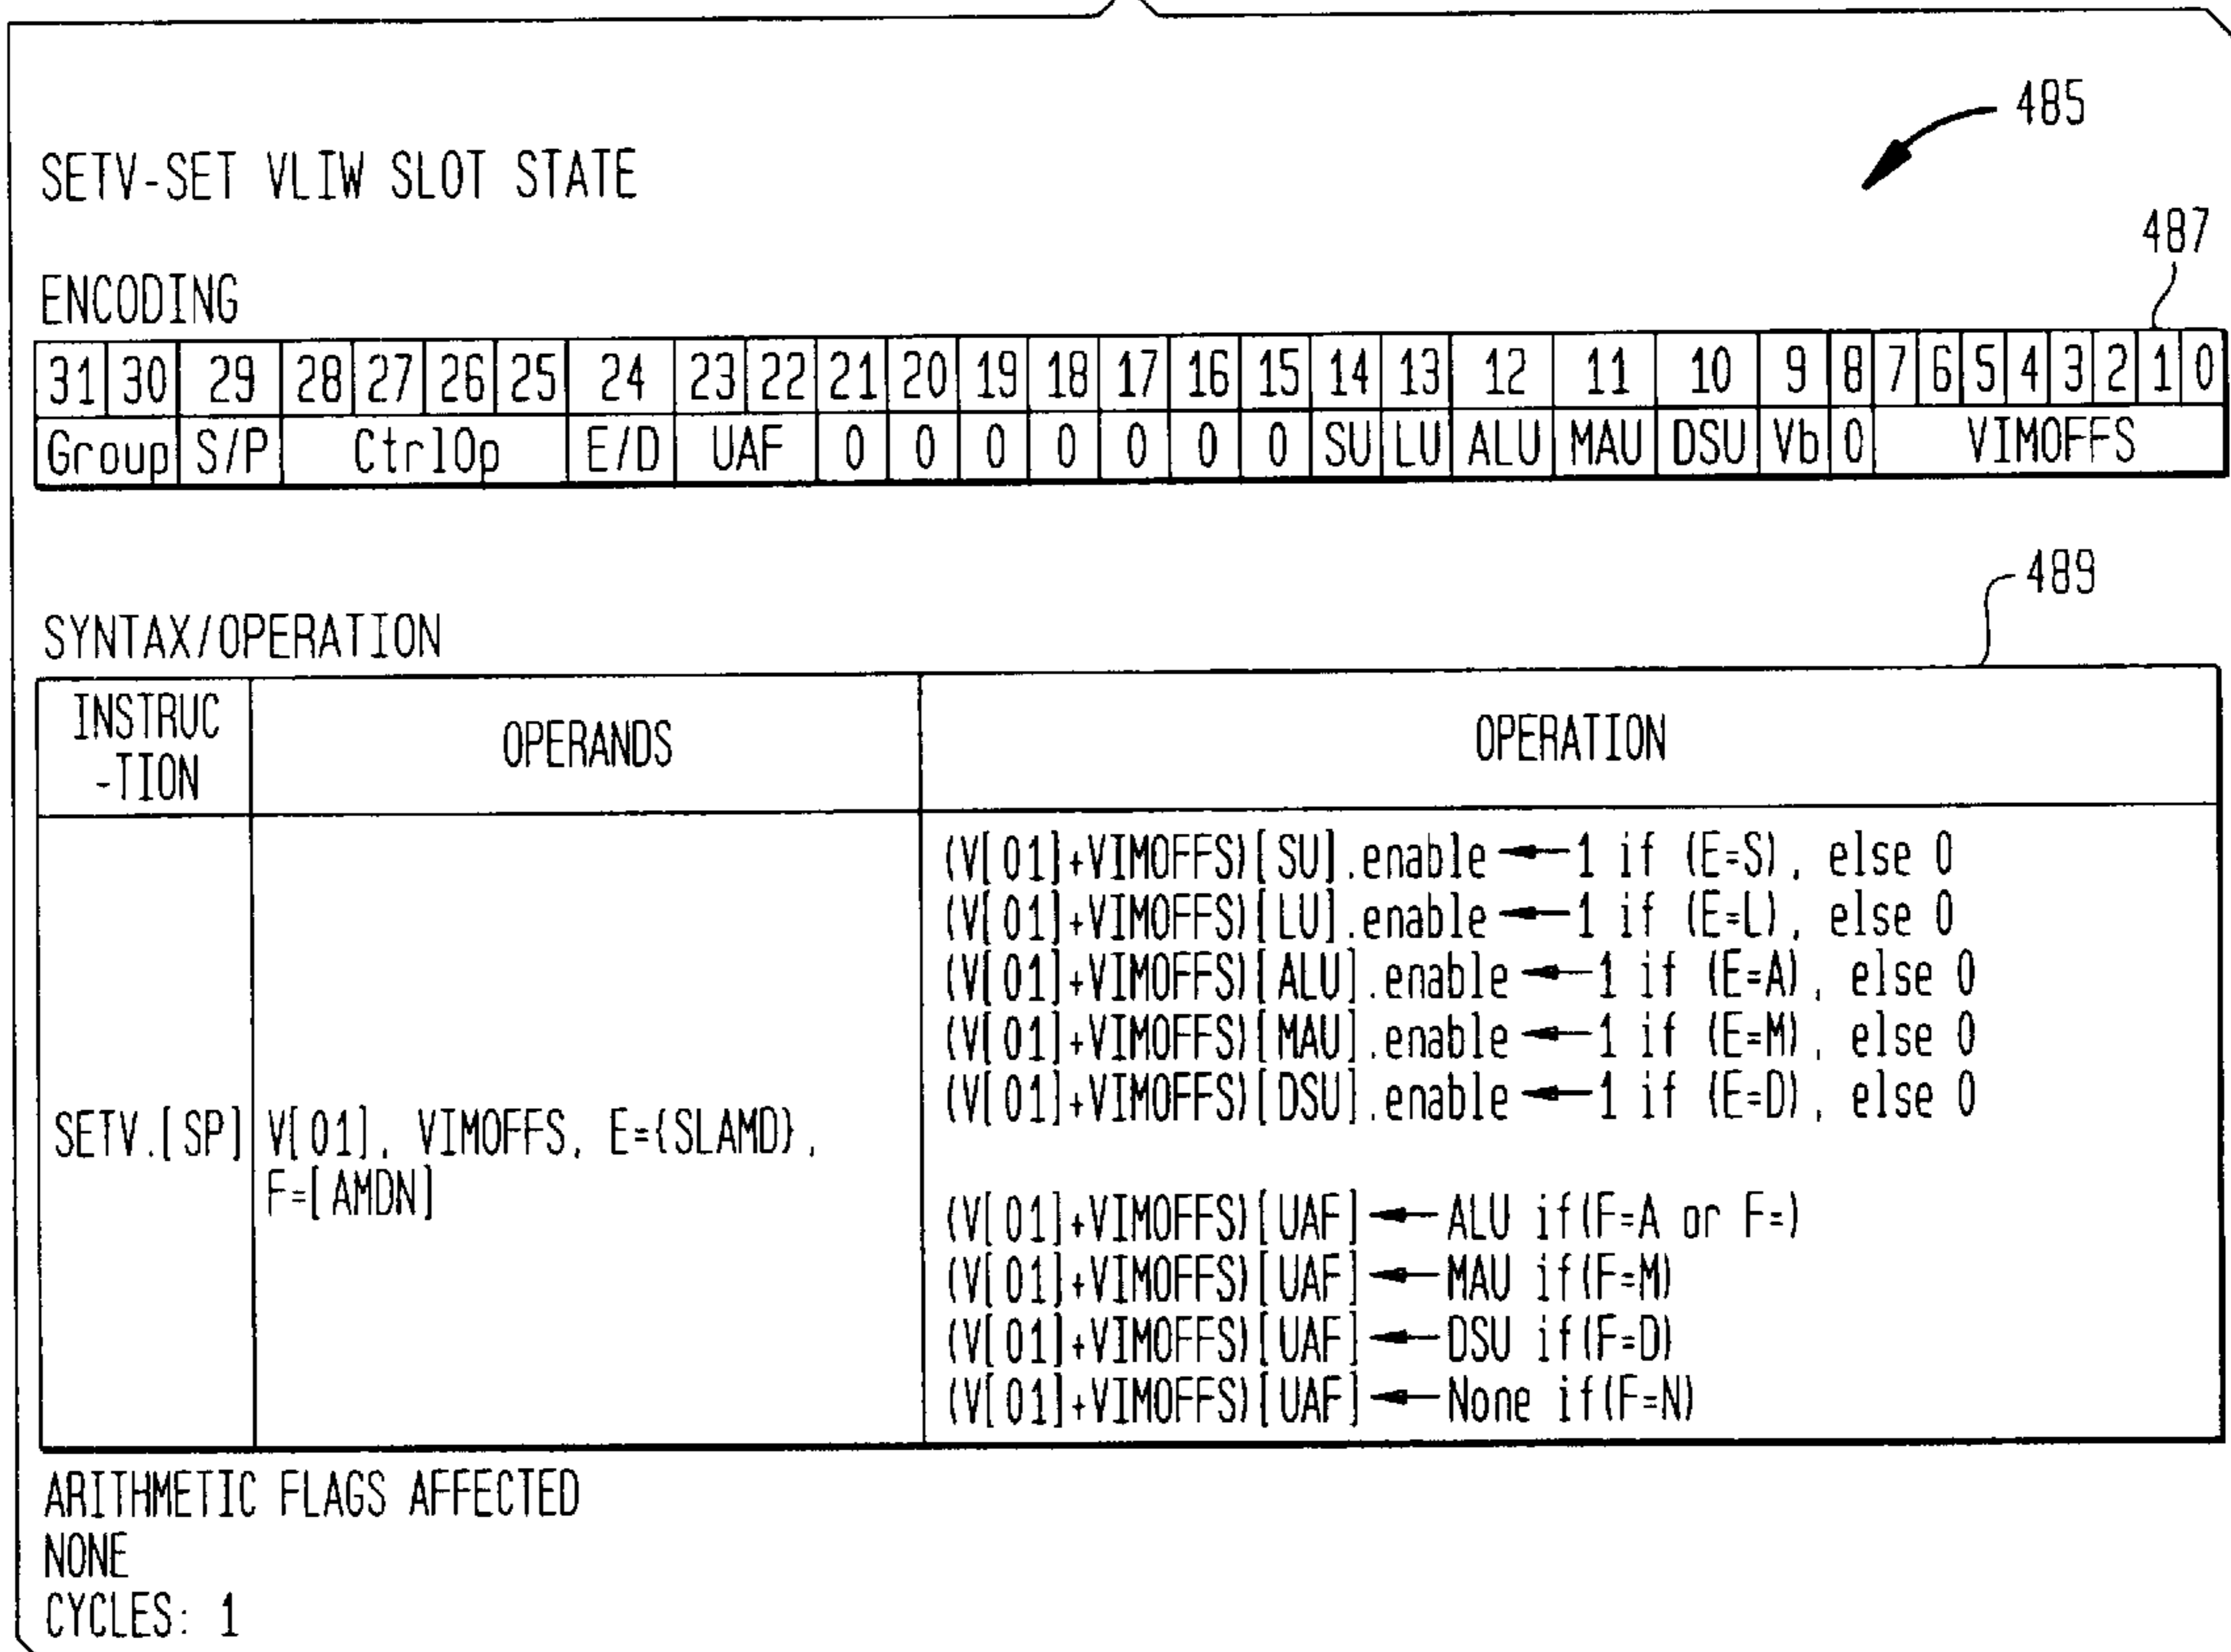 485
SETV-SET VLIW SLOT STATE
487
ENCODING
31 30 29 28 27 26 25 24 23 22 21 20 19 18 17 16 15 14 13 12 11 10 9 8 7 6 5 4 3 2 1 0
Group S/P CtrlOp E/D UAF 0 0 0 0 0 0 0 SU LU ALU MAU DSU Vb 0 VIMOFFS
489
SYNTAX/OPERATION
INSTRUC
-TION
OPERANDS
OPERATION
SETV.[SP]
V[01], VIMOFFS, E={SLAMD},
F=[AMDN]
(V[01]+VIMOFFS)[SU].enable ← 1 if (E=S), else 0
(V[01]+VIMOFFS)[LU].enable ← 1 if (E=L), else 0
(V[01]+VIMOFFS)[ALU].enable ← 1 if (E=A), else 0
(V[01]+VIMOFFS)[MAU].enable ← 1 if (E=M), else 0
(V[01]+VIMOFFS)[DSU].enable ← 1 if (E=D), else 0
(V[01]+VIMOFFS)[UAF] ← ALU if(F=A or F=)
(V[01]+VIMOFFS)[UAF] ← MAU if(F=M)
(V[01]+VIMOFFS)[UAF] ← DSU if(F=D)
(V[01]+VIMOFFS)[UAF] ← None if(F=N)
ARITHMETIC FLAGS AFFECTED
NONE
CYCLES: 1